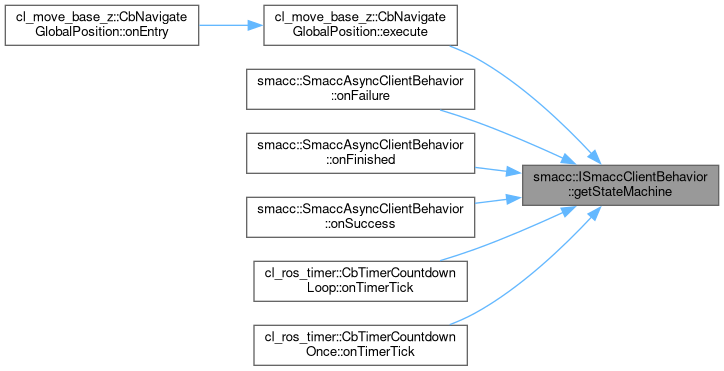 cl_move_base_z::CbNavigate
GlobalPosition::onEntry
cl_move_base_z::CbNavigate
GlobalPosition::execute
smacc::SmaccAsyncClientBehavior
::onFailure
smacc::SmaccAsyncClientBehavior
::onFinished
smacc::SmaccAsyncClientBehavior
::onSuccess
cl_ros_timer::CbTimerCountdown
Loop::onTimerTick
cl_ros_timer::CbTimerCountdown
Once::onTimerTick
smacc::ISmaccClientBehavior
::getStateMachine